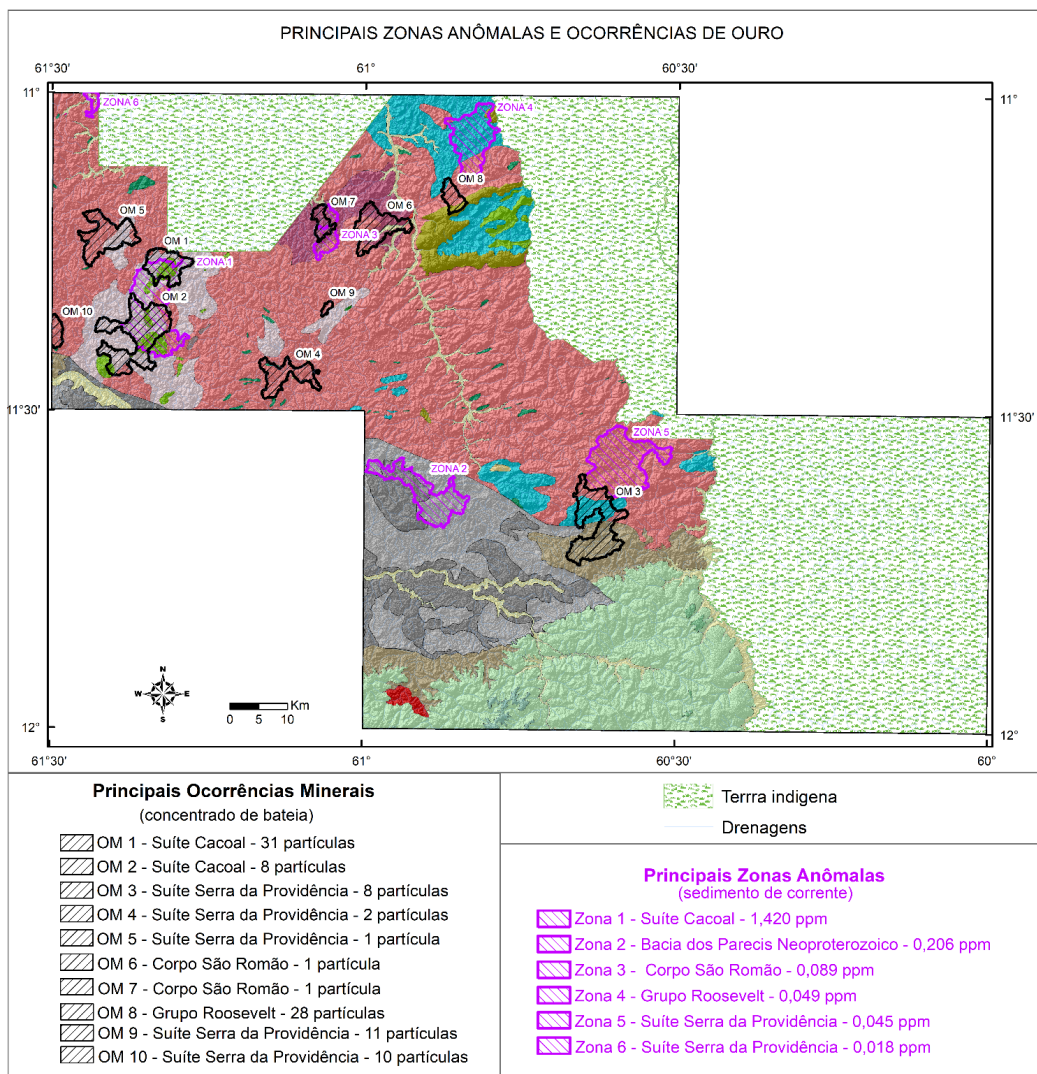 PRINCIPAIS ZONAS ANÔMALAS E OCORRÊNCIAS DE OURO
61°30' 61° 60°30'
11° 11°
ZONA 6
ZONA 4
OM 8
OM 5
OM 7
OM 6
ZONA 3
OM 1
ZONA 1
OM 2
OM 9
OM 10
OM 4
11°30' 11°30'
ZONA 5
ZONA 2
OM 3
N
W E
S
Km
0 5 10
12° 12°
61°30' 61° 60°30' 60°
Principais Ocorrências Minerais
(concentrado de bateia)
OM 1 - Suíte Cacoal - 31 partículas
OM 2 - Suíte Cacoal - 8 partículas
OM 3 - Suíte Serra da Providência - 8 partículas
OM 4 - Suíte Serra da Providência - 2 partículas
OM 5 - Suíte Serra da Providência - 1 partícula
OM 6 - Corpo São Romão - 1 partícula
OM 7 - Corpo São Romão - 1 partícula
OM 8 - Grupo Roosevelt - 28 partículas
OM 9 - Suíte Serra da Providência - 11 partículas
OM 10 - Suíte Serra da Providência - 10 partículas
Terrra indigena
Drenagens
Principais Zonas Anômalas
(sedimento de corrente)
Zona 1 - Suíte Cacoal - 1,420 ppm
Zona 2 - Bacia dos Parecis Neoproterozoico - 0,206 ppm
Zona 3 - Corpo São Romão - 0,089 ppm
Zona 4 - Grupo Roosevelt - 0,049 ppm
Zona 5 - Suíte Serra da Providência - 0,045 ppm
Zona 6 - Suíte Serra da Providência - 0,018 ppm